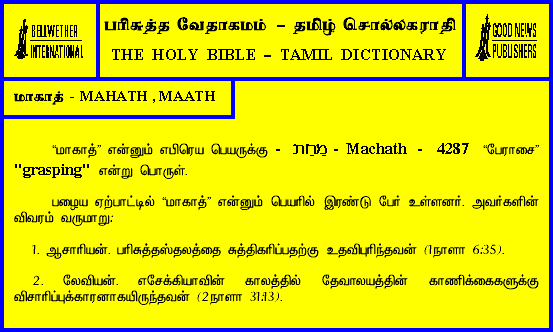 BELLWETHER
INTERNATIONAL
பரிசுத்த வேதாகமம் – தமிழ் சொல்லகராதி
THE HOLY BIBLE – TAMIL DICTIONARY
GOOD NEWS
PUBLISHERS
மாகாத் - MAHATH , MAATH
“மாகாத்” என்னும் எபிரெய பெயருக்கு - מַחַת - Machath - 4287 “பேராசை”
"grasping" என்று பொருள்.
பழைய ஏற்பாட்டில் “மாகாத்” என்னும் பெயரில் இரண்டு பேர் உள்ளனர். அவர்களின்
விவரம் வருமாறு:
1. ஆசாரியன். பரிசுத்தஸ்தலத்தை சுத்திகரிப்பதற்கு உதவிபுரிந்தவன் (1நாளா 6:35).
2. லேவியன். எசேக்கியாவின் காலத்தில் தேவாலயத்தின் காணிக்கைகளுக்கு
விசாரிப்புக்காரனாகயிருந்தவன் (2நாளா 31:13).